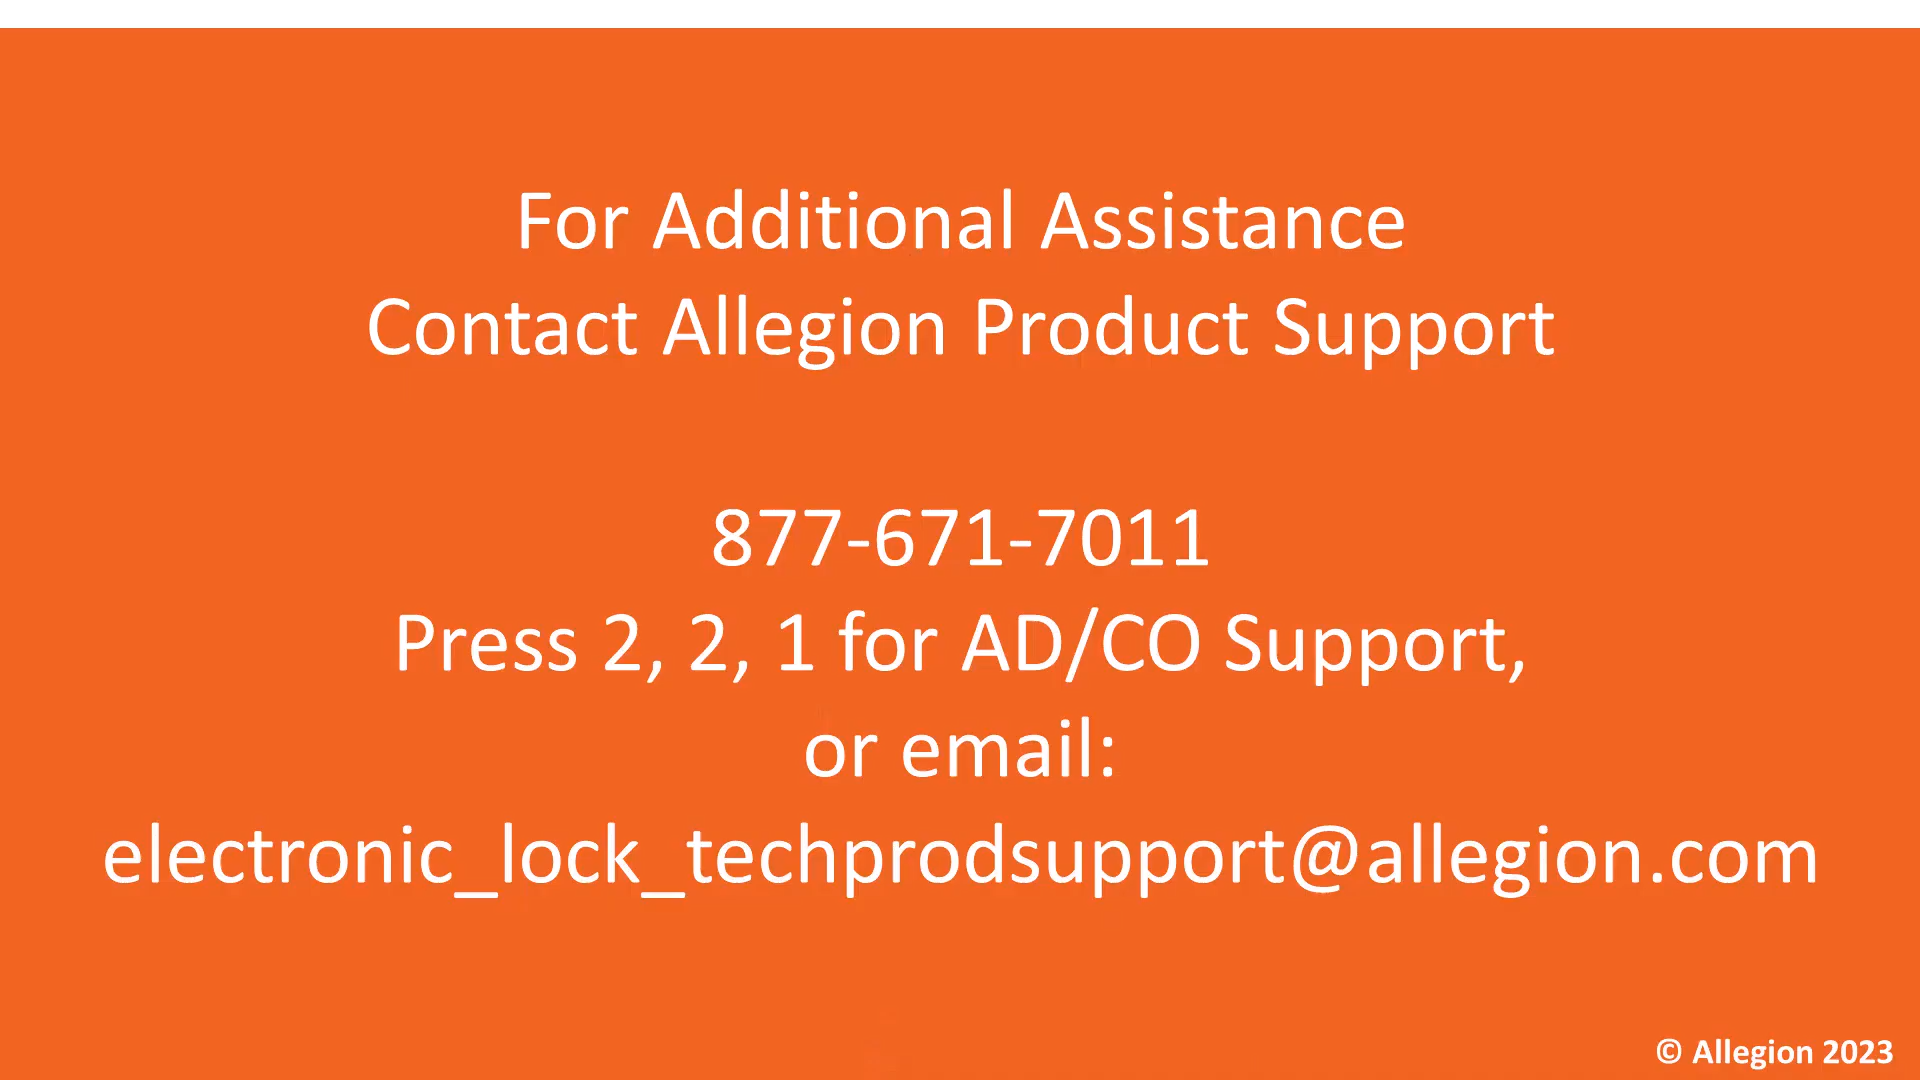 For Additional Assistance
Contact Allegion Product Support
877-671-7011
Press 2, 2, 1 for AD/CO Support,
or email:
electronic_lock_techprodsupport@allegion.com
© Allegion 2023